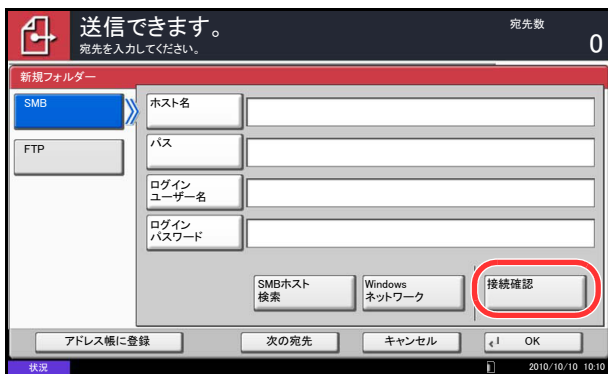 送信できます。
宛先を入力してください。
宛先数
0
新規フォルダー
SMB
FTP
ホスト名
パス
ログイン
ユーザー名
ログイン
パスワード
SMBホスト
検索
Windows
ネットワーク
接続確認
アドレス帳に登録
次の宛先
キャンセル
OK
状況
2010/10/10 10:10